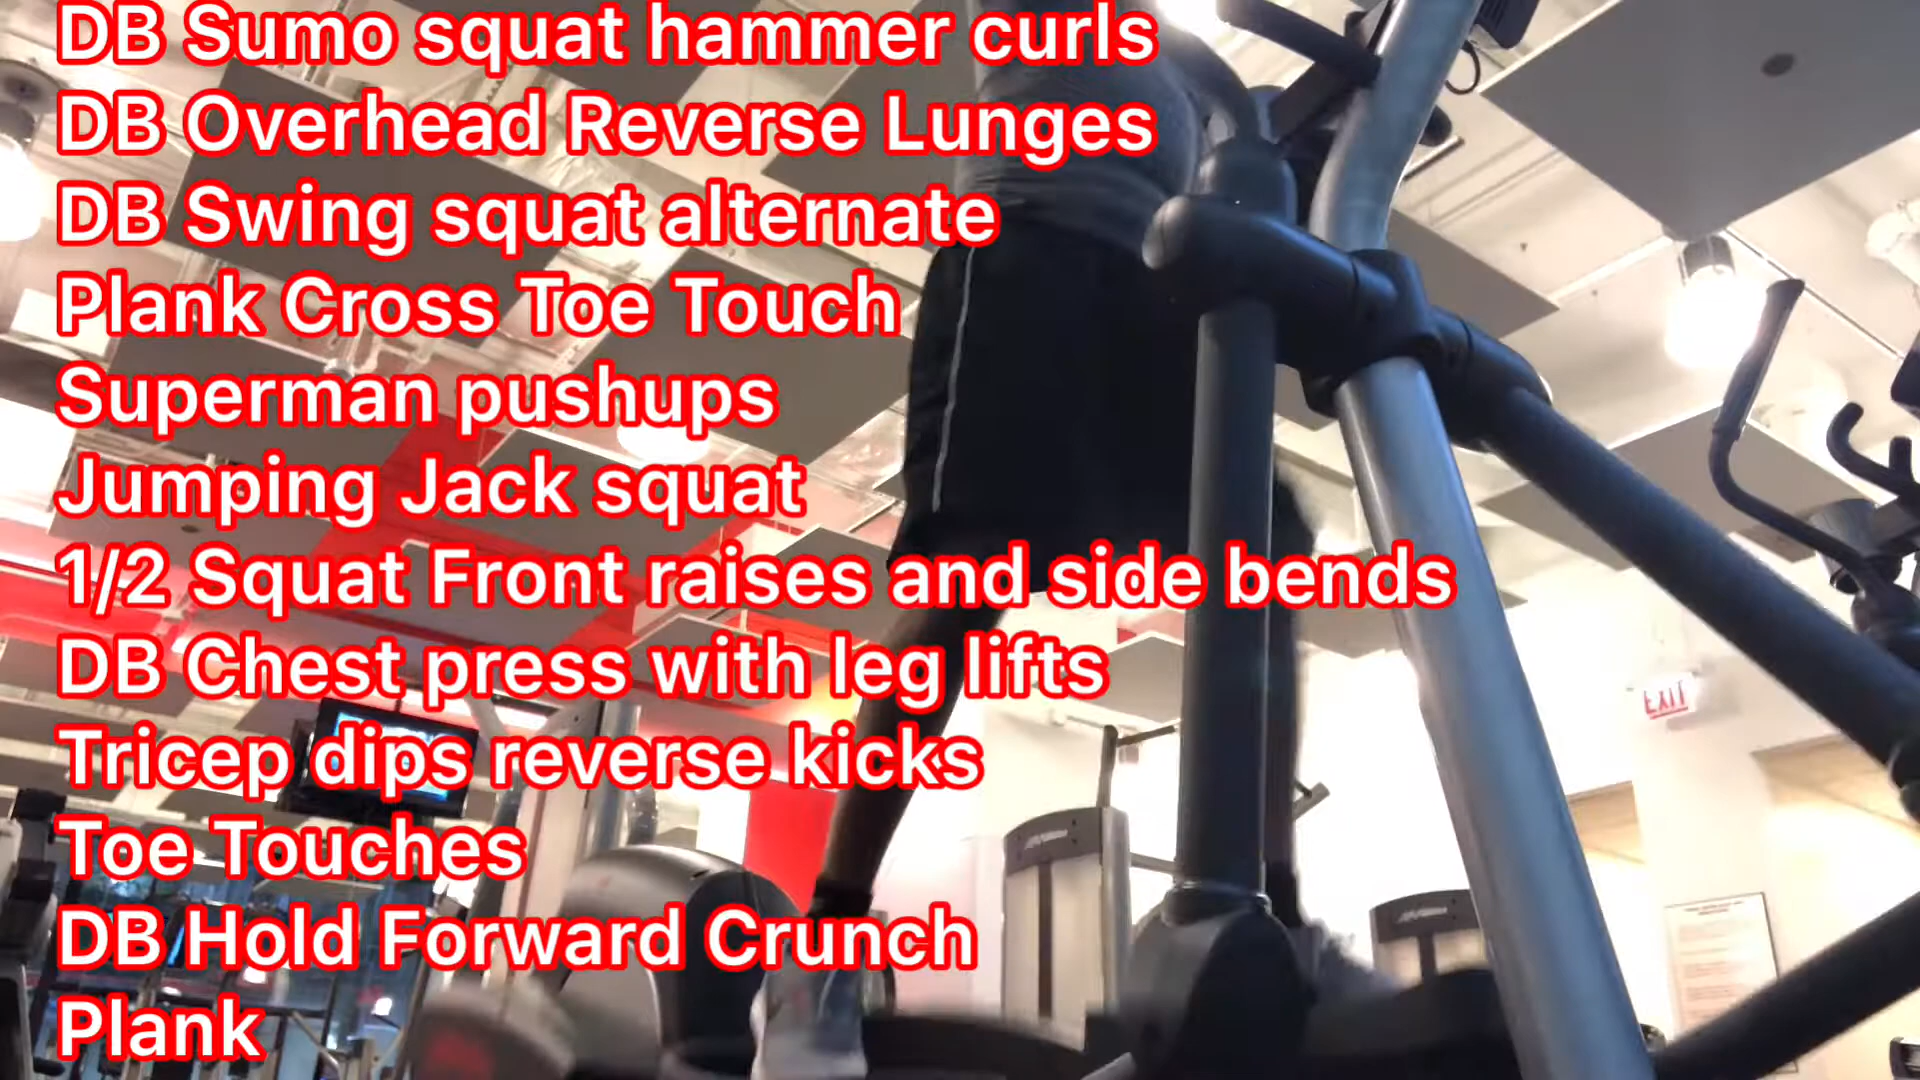 DB Sumo squat hammer curls
DB Overhead Reverse Lunges
DB Swing squat alternate
Plank Cross Toe Touch
Superman pushups
Jumping Jack squat
1/2 Squat Front raises and side bends
DB Chest press with leg lifts
Tricep dips reverse kicks
Toe Touches
DB Hold Forward Crunch
Plank
EXIT